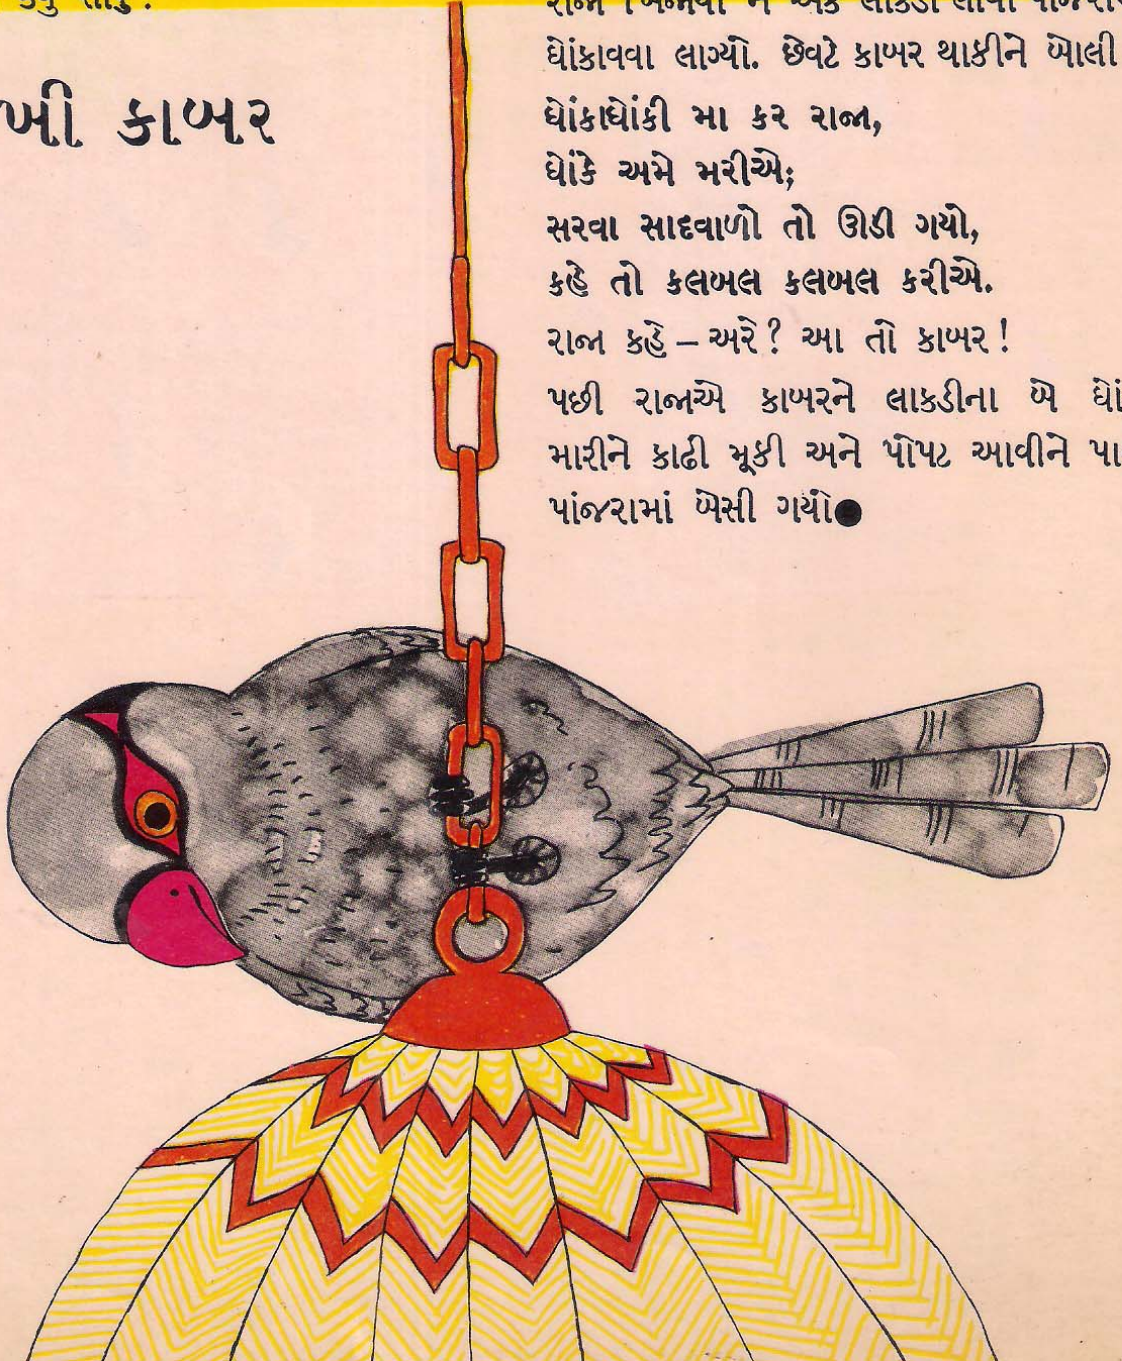 ખી કાબર
ઘોંકાવવા લાગ્યો. છેવટે કાબર થાકીને બોલી
ઘોંકાઘોંકી મા કર રાજા,
ઘોંકે અમે મરીએ;
સરવા સાદવાળો તો ઊડી ગયો,
કહે તો કલબલ કલબલ કરીએ.
રાજા કહે – અરે? આ તો કાબર!
પછી રાજાએ કાબરને લાકડીના બે ઘોં
મારીને કાઢી મૂકી અને પોપટ આવીને પા
પાંજરામાં બેસી ગયો●